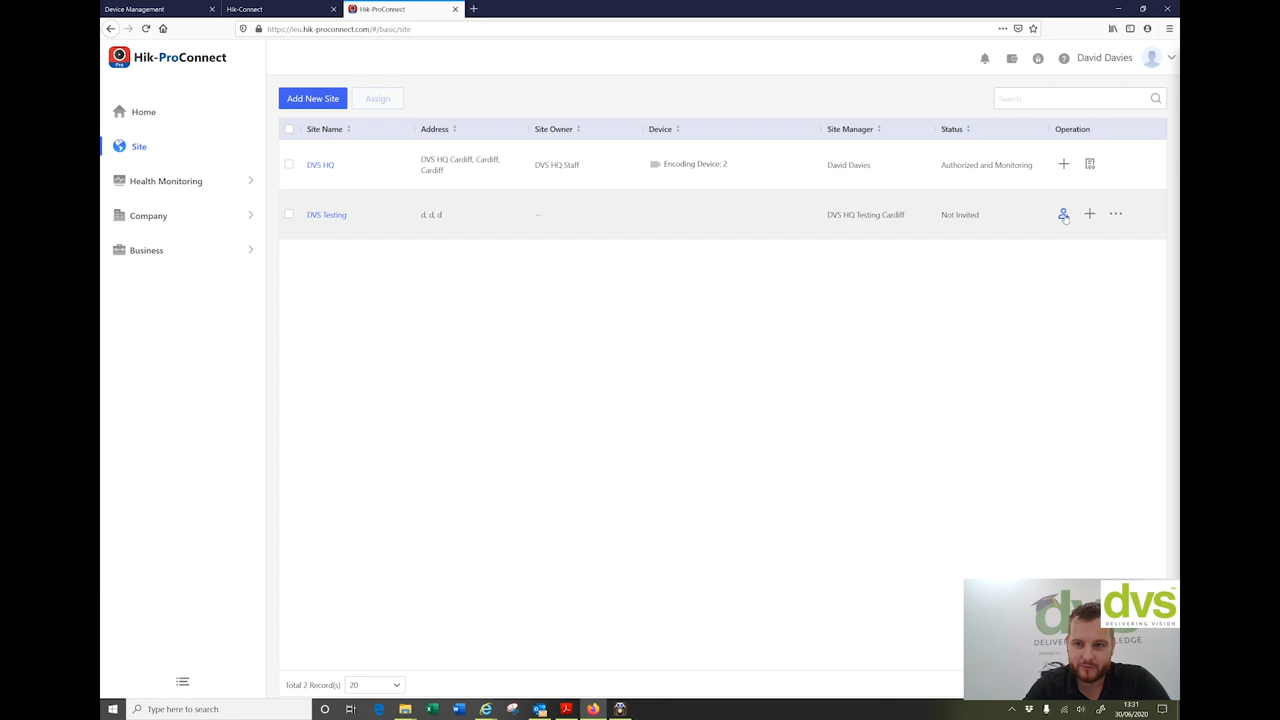 Device Management
Hik-Connect
Hik-ProConnect
https://ieu.hik-proconnect.com/#/basic/site
Hik-ProConnect
David Davies
Home
Site
Health Monitoring
Company
Business
Add New Site
Assign
Search
Site Name
Address
Site Owner
Device
Site Manager
Status
Operation
DVS HQ
DVS HQ Cardiff, Cardiff,
Cardiff
DVS HQ Staff
Encoding Device: 2
David Davies
Authorized and Monitoring
DVS Testing
d, d, d
--
DVS HQ Testing Cardiff
Not Invited
Total 2 Record(s)
20
dvs
DELIVERING VISION
Type here to search
13:31
30/06/2020